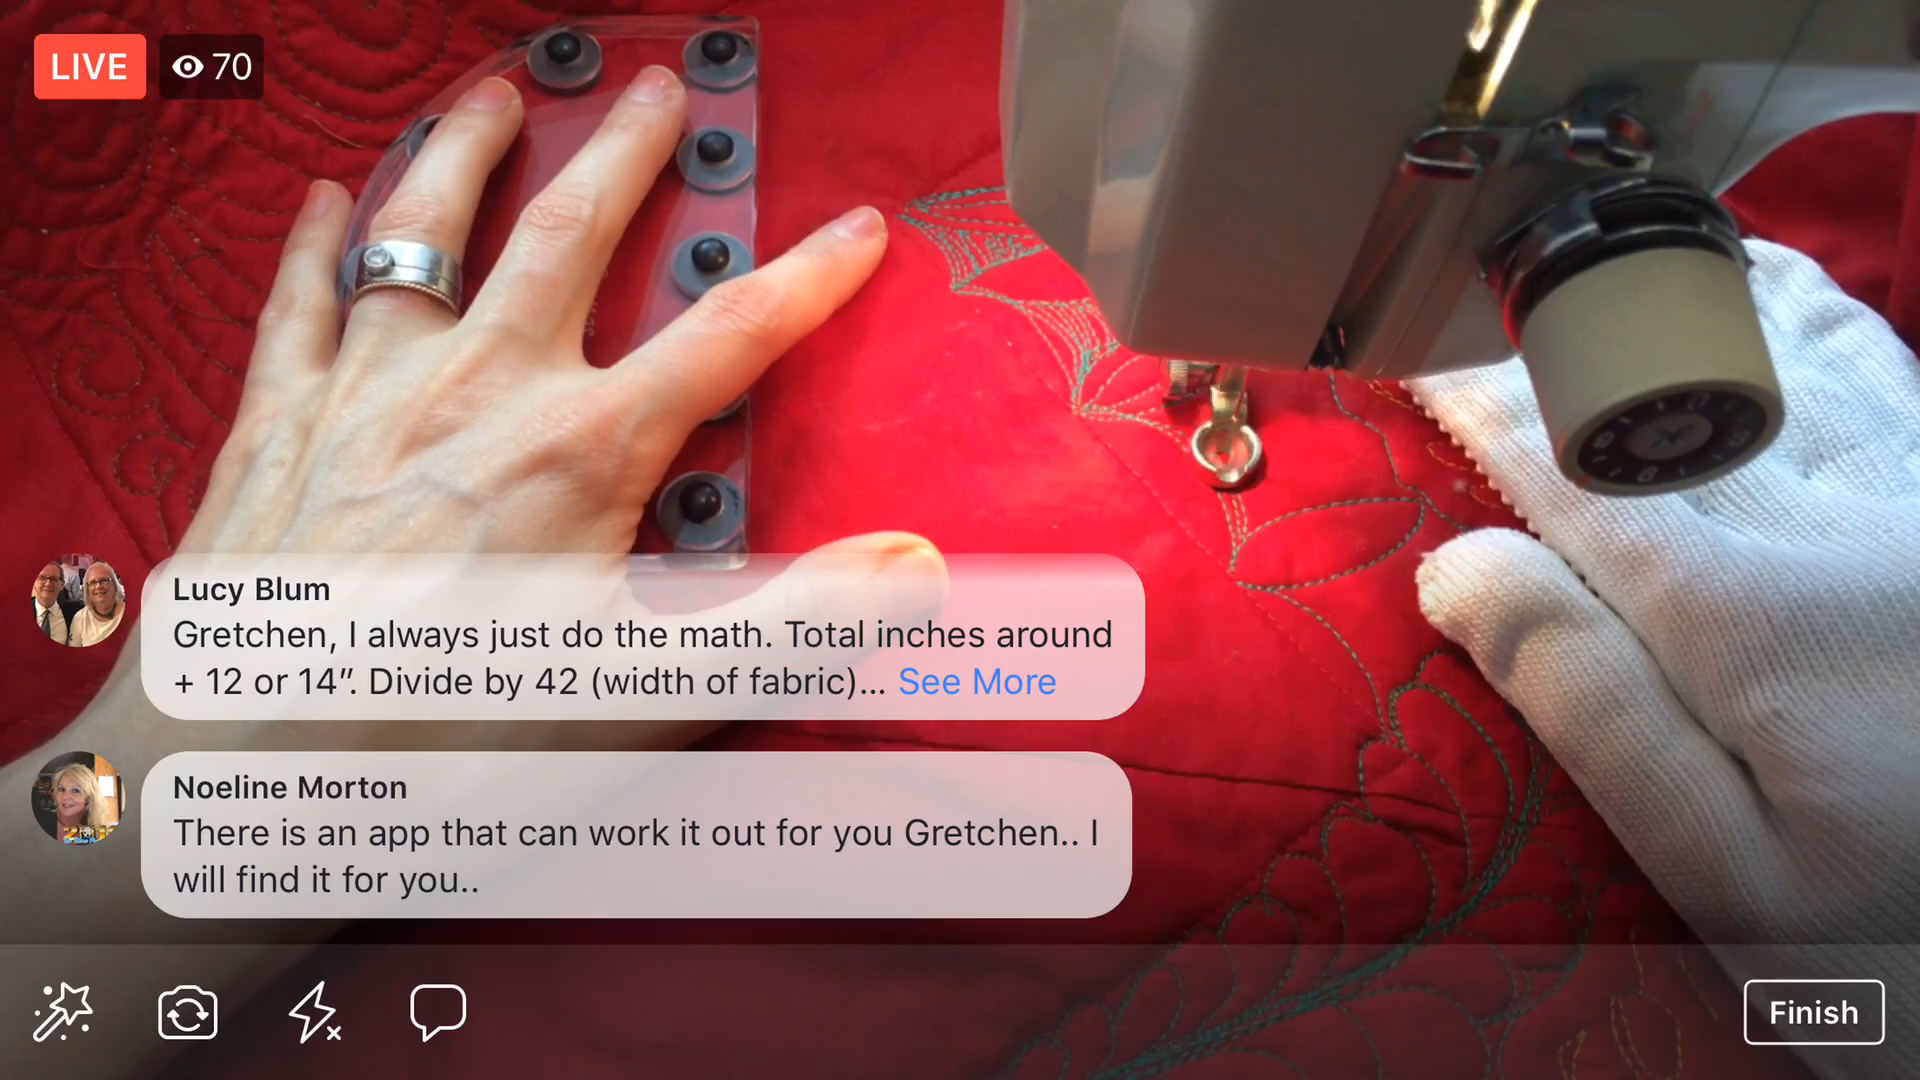 LIVE 70
Lucy Blum
Gretchen, I always just do the math. Total inches around
+ 12 or 14”. Divide by 42 (width of fabric)... See More
Noeline Morton
There is an app that can work it out for you Gretchen.. I
will find it for you..
Finish